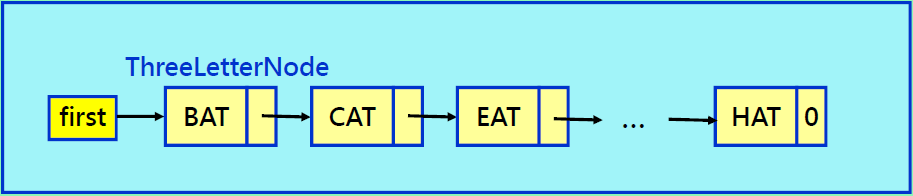 ThreeLetterNode
first BAT CAT EAT ... HAT 0